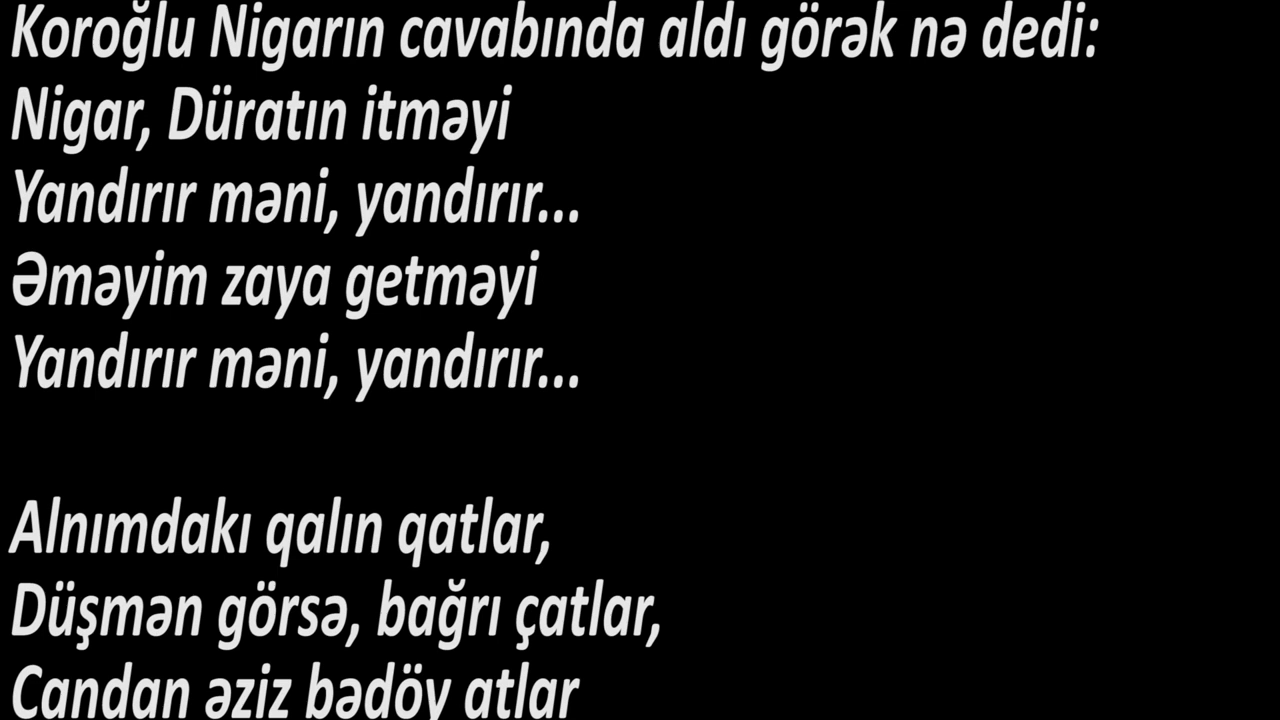 Koroğlu Nigarın cavabında aldı görək nə dedi:
Nigar, Düratın itməyi
Yandırır məni, yandırır...
Əməyim zaya getməyi
Yandırır məni, yandırır...
Alnımdakı qalın qatlar,
Düşmən görsə, bağrı çatlar,
Candan əziz bədöy atlar